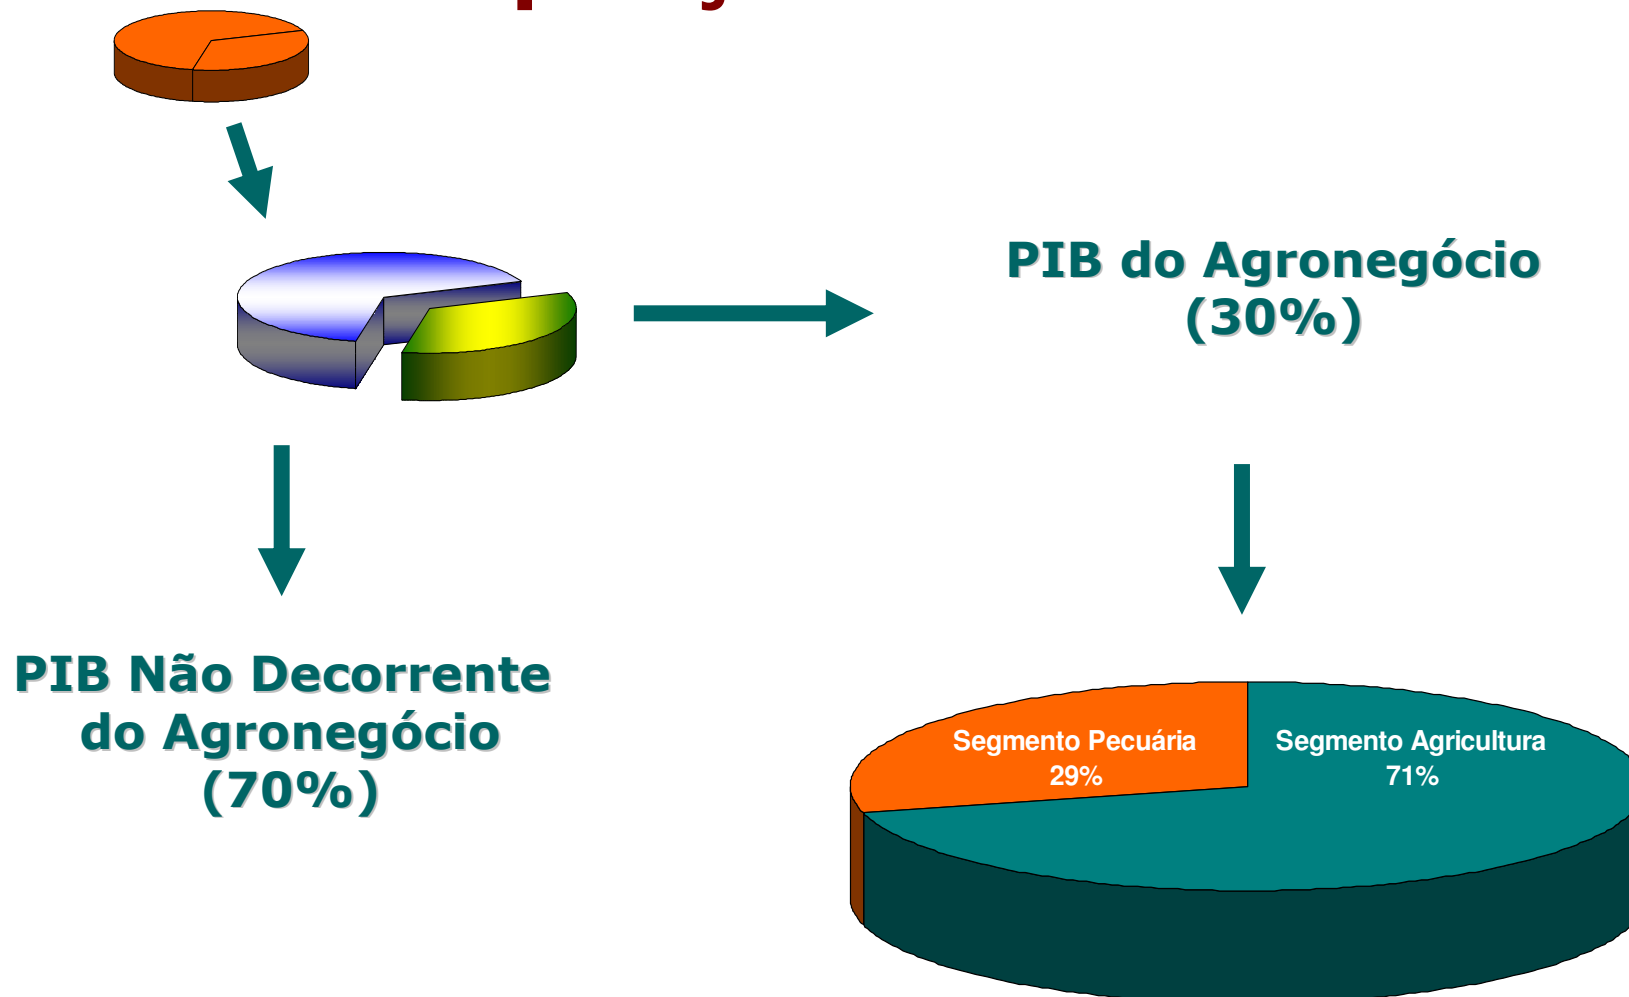 PIB do Agronegócio
(30%)
PIB Não Decorrente
do Agronegócio
(70%)
Segmento Pecuária
29%
Segmento Agricultura
71%